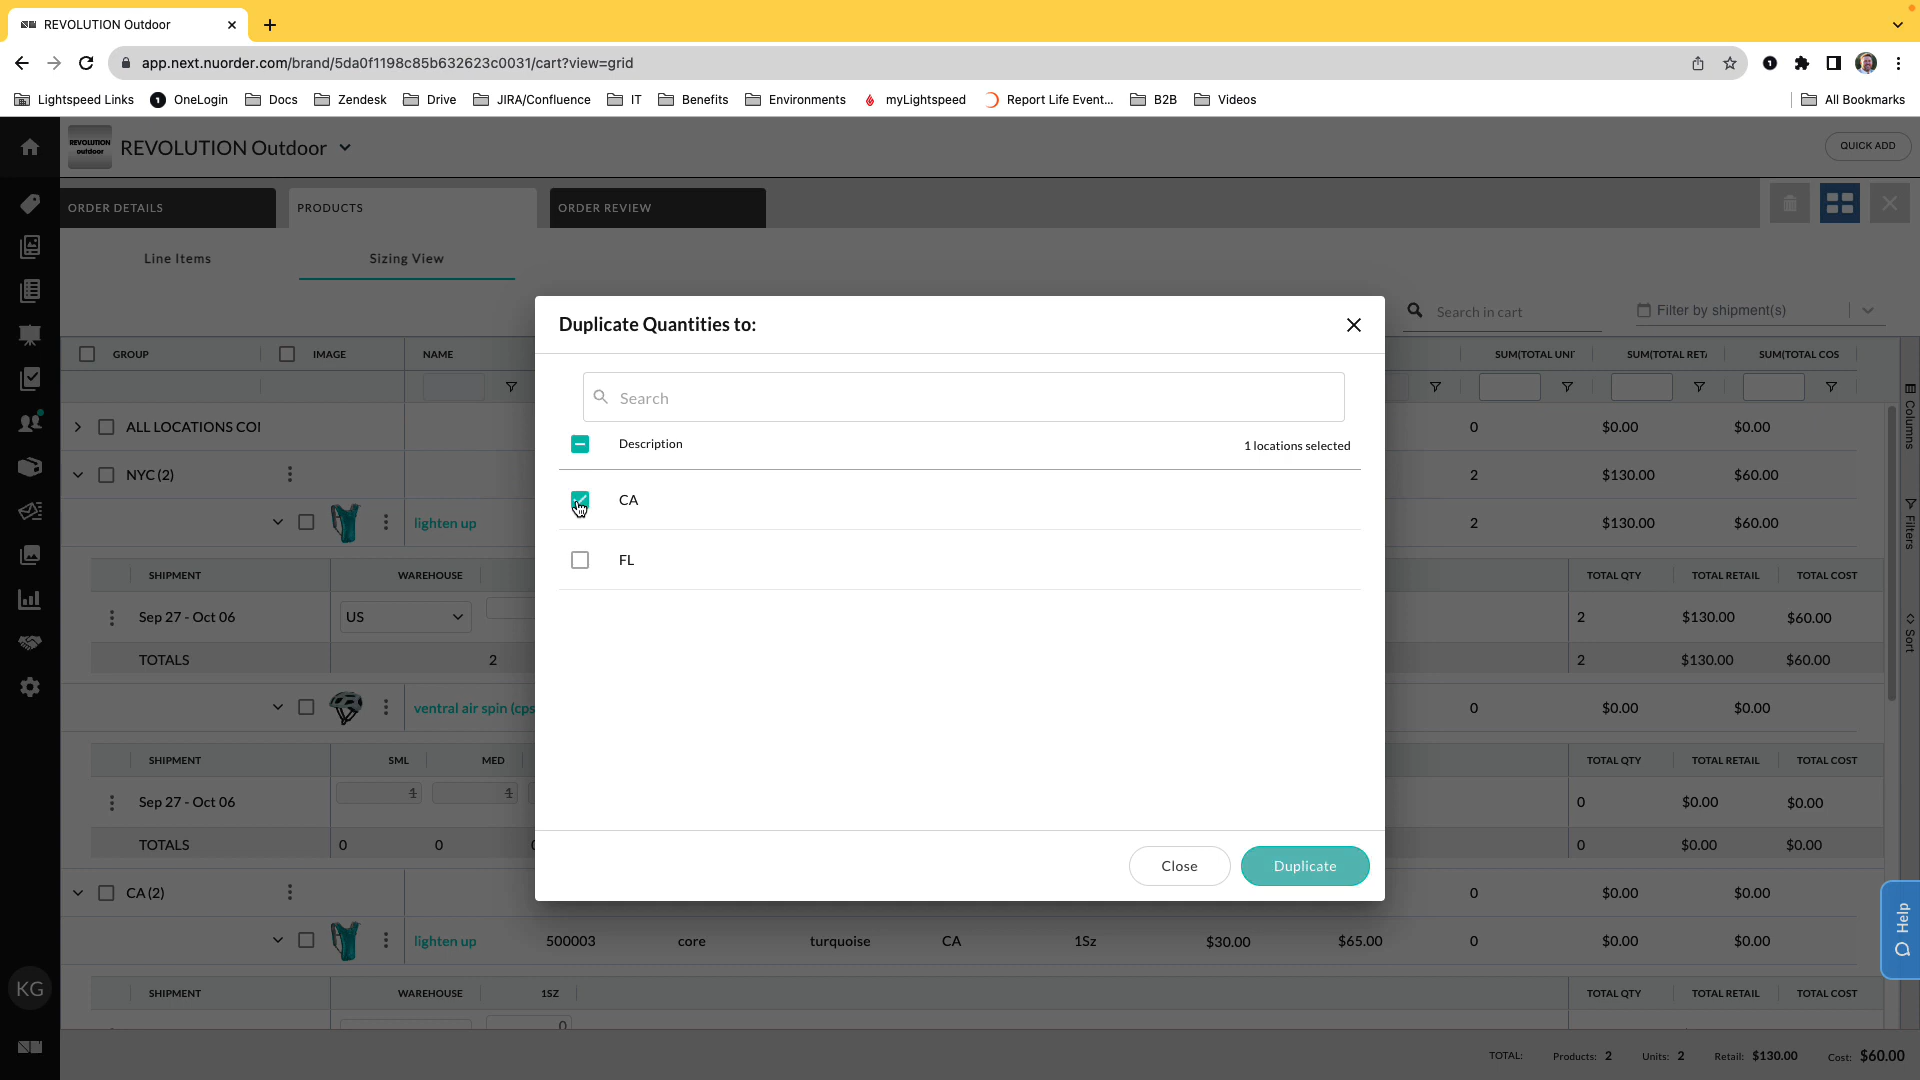 REVOLUTION Outdoor
app.next.nuorder.com/brand/5da0f1198c85b632623c0031/cart?view=grid
Lightspeed Links OneLogin Docs Zendesk Drive JIRA/Confluence IT Benefits Environments myLightspeed Report Life Event... B2B Videos All Bookmarks
REVOLUTION outdoor REVOLUTION Outdoor QUICK ADD
ORDER DETAILS PRODUCTS ORDER REVIEW
Line Items Sizing View
Search in cart Filter by shipment(s)
Duplicate Quantities to:
Search
Description 1 locations selected
CA
FL
Close Duplicate
GROUP IMAGE NAME SUM(TOTAL UNI SUM(TOTAL RETA SUM(TOTAL COS
ALL LOCATIONS COI 0 $0.00 $0.00
NYC (2) 2 $130.00 $60.00
lighten up 2 $130.00 $60.00
SHIPMENT WAREHOUSE TOTAL QTY TOTAL RETAIL TOTAL COST
Sep 27 - Oct 06 US 2 $130.00 $60.00
TOTALS 2 2 $130.00 $60.00
ventral air spin (cps 0 $0.00 $0.00
SHIPMENT SML MED TOTAL QTY TOTAL RETAIL TOTAL COST
Sep 27 - Oct 06 1 1 0 $0.00 $0.00
TOTALS 0 0 0 $0.00 $0.00
CA (2) 0 $0.00 $0.00
lighten up 500003 core turquoise CA 1Sz $30.00 $65.00 0 $0.00 $0.00
SHIPMENT WAREHOUSE 1SZ TOTAL QTY TOTAL RETAIL TOTAL COST
0
TOTAL: Products: 2 Units: 2 Retail: $130.00 Cost: $60.00
Columns
Filters
Sort
Help
KG